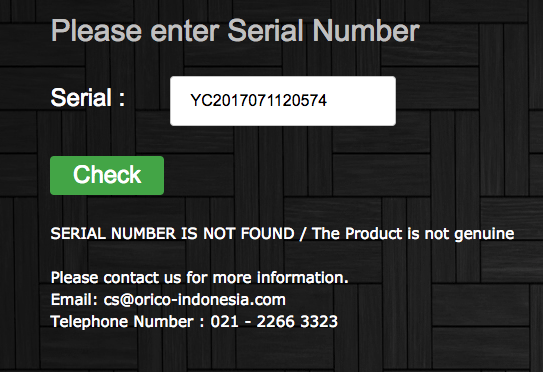 Please enter Serial Number
Serial : YC2017071120574
Check
SERIAL NUMBER IS NOT FOUND / The Product is not genuine
Please contact us for more information.
Email: cs@orico-indonesia.com
Telephone Number : 021 - 2266 3323